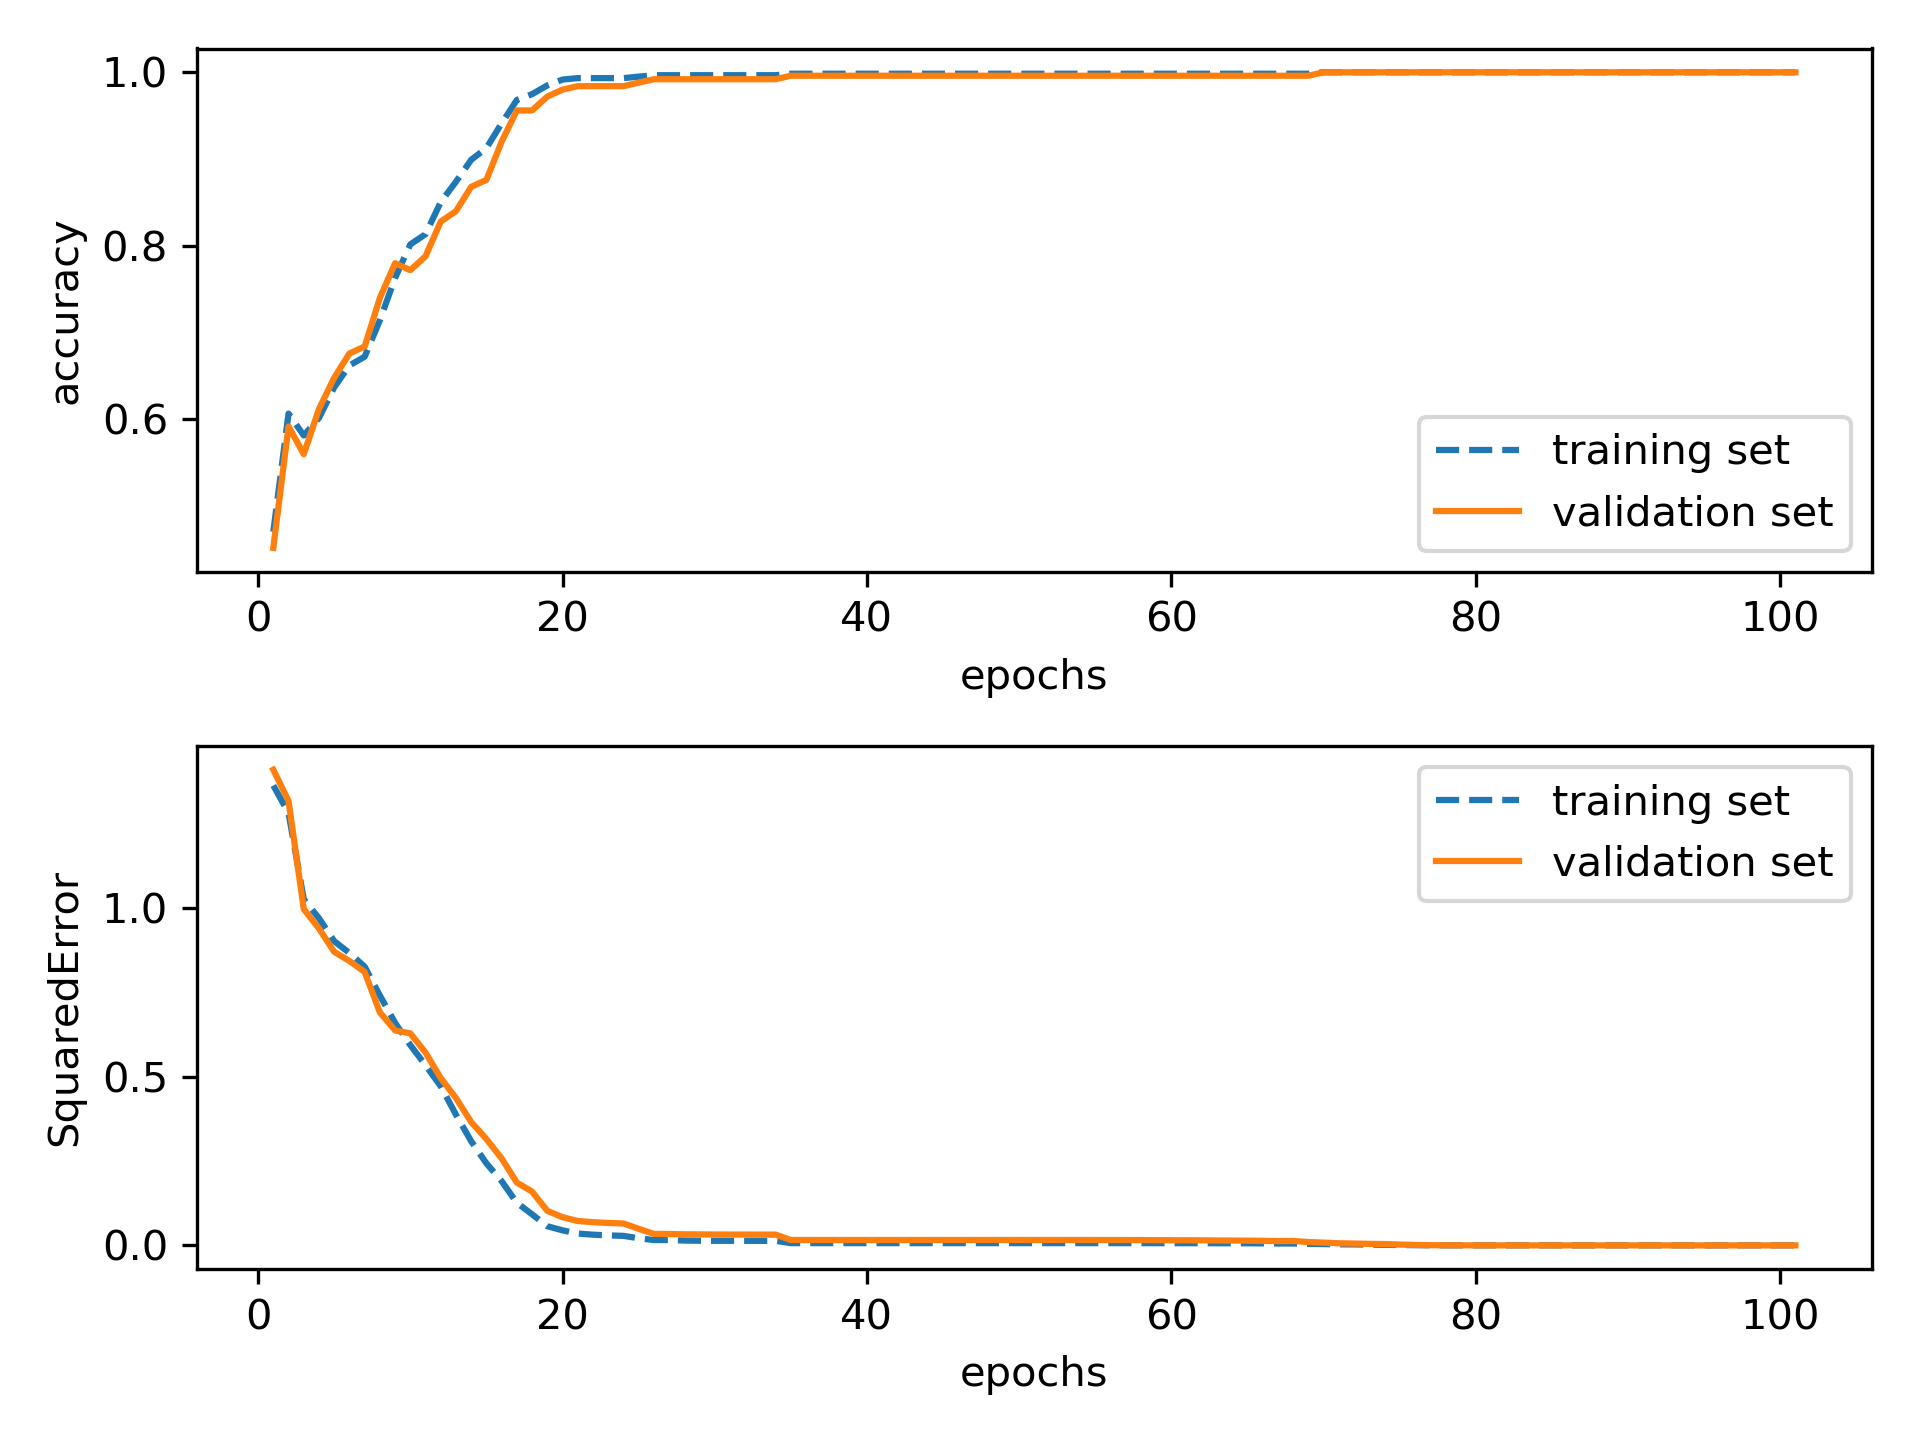 1.0
0.8
0.6
accuracy
training set
validation set
0 20 40 60 80 100
epochs
training set
validation set
1.0
0.5
0.0
SquaredError
0 20 40 60 80 100
epochs